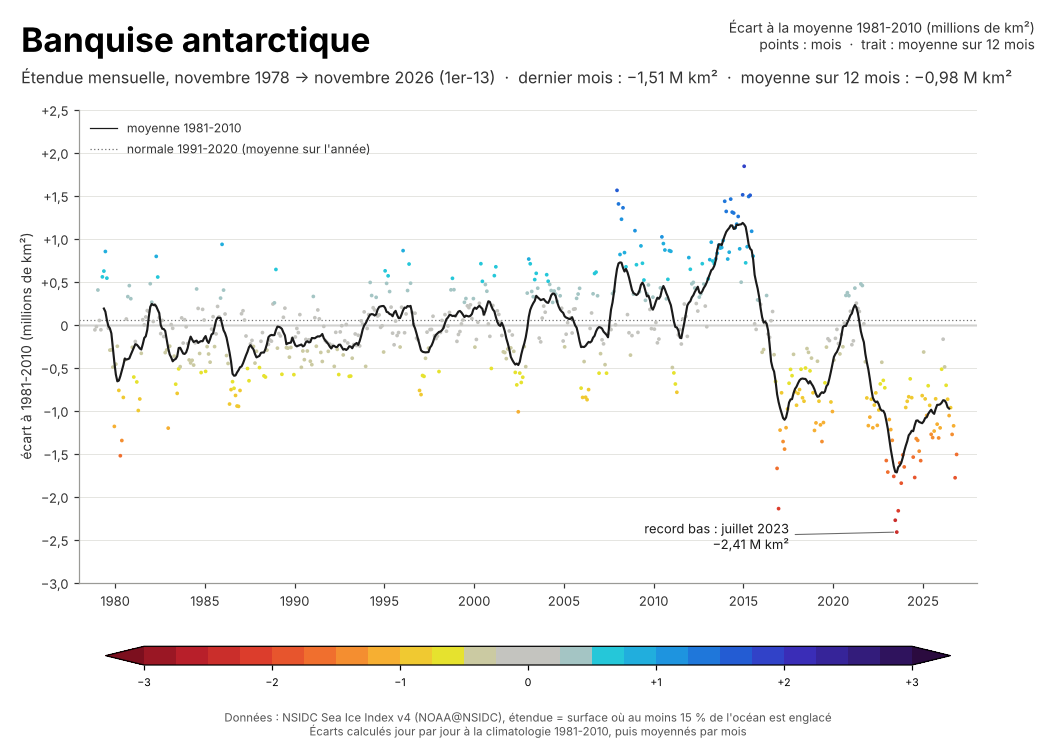 Banquise antarctique
Écart à la moyenne 1981-2010 (millions de km²)
points : mois · trait : moyenne sur 12 mois
Étendue mensuelle, novembre 1978 → novembre 2026 (1er-13) · dernier mois : −1,51 M km² · moyenne sur 12 mois : −0,98 M km²
écart à 1981-2010 (millions de km²)
+2,5
+2,0
+1,5
+1,0
+0,5
0
−0,5
−1,0
−1,5
−2,0
−2,5
−3,0
moyenne 1981-2010
normale 1991-2020 (moyenne sur l'année)
record bas : juillet 2023
−2,41 M km²
1980 1985 1990 1995 2000 2005 2010 2015 2020 2025
−3 −2 −1 0 +1 +2 +3
Données : NSIDC Sea Ice Index v4 (NOAA@NSIDC), étendue = surface où au moins 15 % de l'océan est englacé
Écarts calculés jour par jour à la climatologie 1981-2010, puis moyennés par mois